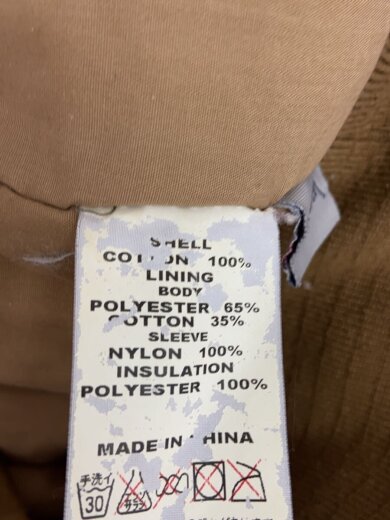 SHELL
COTTON 100%
LINING
BODY
POLYESTER 65%
COTTON 35%
SLEEVE
NYLON 100%
INSULATION
POLYESTER 100%
MADE IN CHINA
手洗イ
30